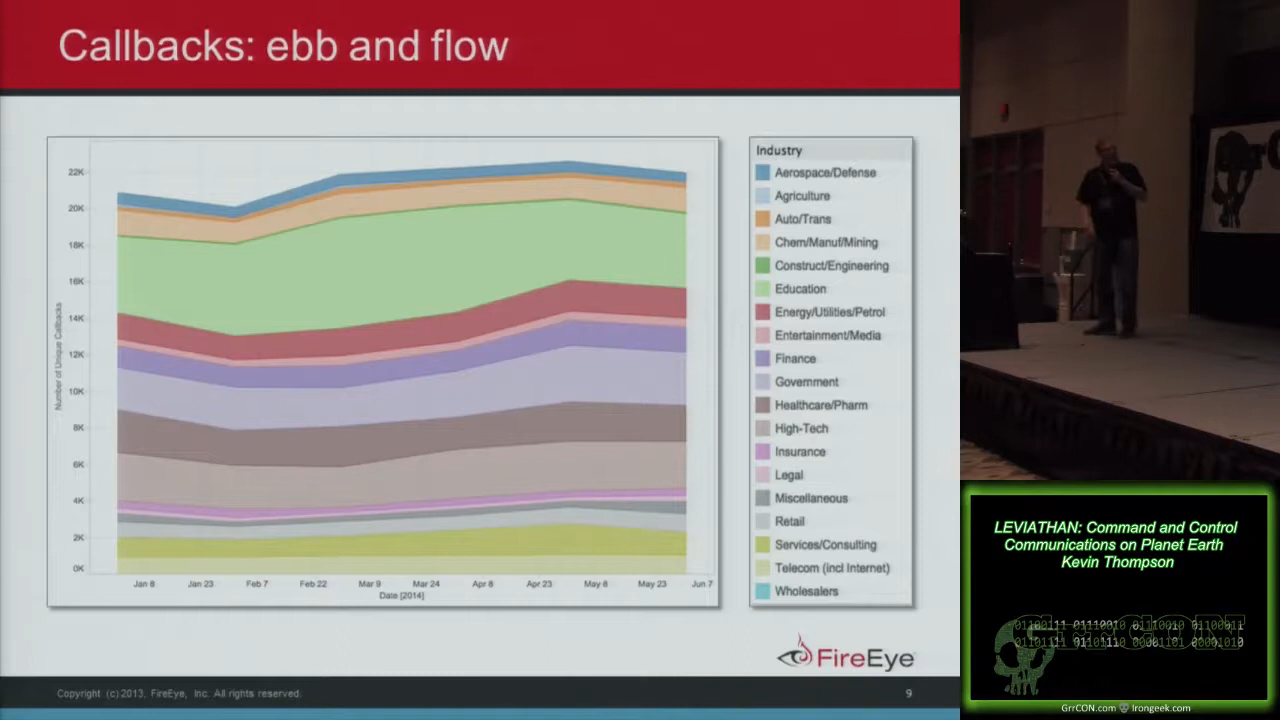 Callbacks: ebb and flow
22K
20K
18K
16K
14K
12K
10K
8K
6K
4K
2K
0K
Number of Unique Callbacks
Jan 8
Jan 23
Feb 7
Feb 22
Mar 9
Mar 24
Apr 8
Apr 23
May 8
May 23
Jun 7
Date [2014]
Industry
Aerospace/Defense
Agriculture
Auto/Trans
Chem/Manuf/Mining
Construct/Engineering
Education
Energy/Utilities/Petrol
Entertainment/Media
Finance
Government
Healthcare/Pharm
High-Tech
Insurance
Legal
Miscellaneous
Retail
Services/Consulting
Telecom (incl Internet)
Wholesalers
FireEye
Copyright (c) 2013, FireEye, Inc. All rights reserved.
9
LEVIATHAN: Command and Control
Communications on Planet Earth
Kevin Thompson
GrrCON
GrrCON.com Irongeek.com